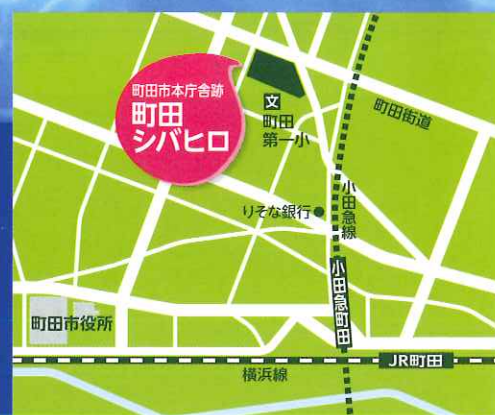 町田市本庁舎跡
町田
シバヒロ
文
町田
第一小
町田街道
りそな銀行
小田急線
小田急町田
町田市役所
JR町田
横浜線